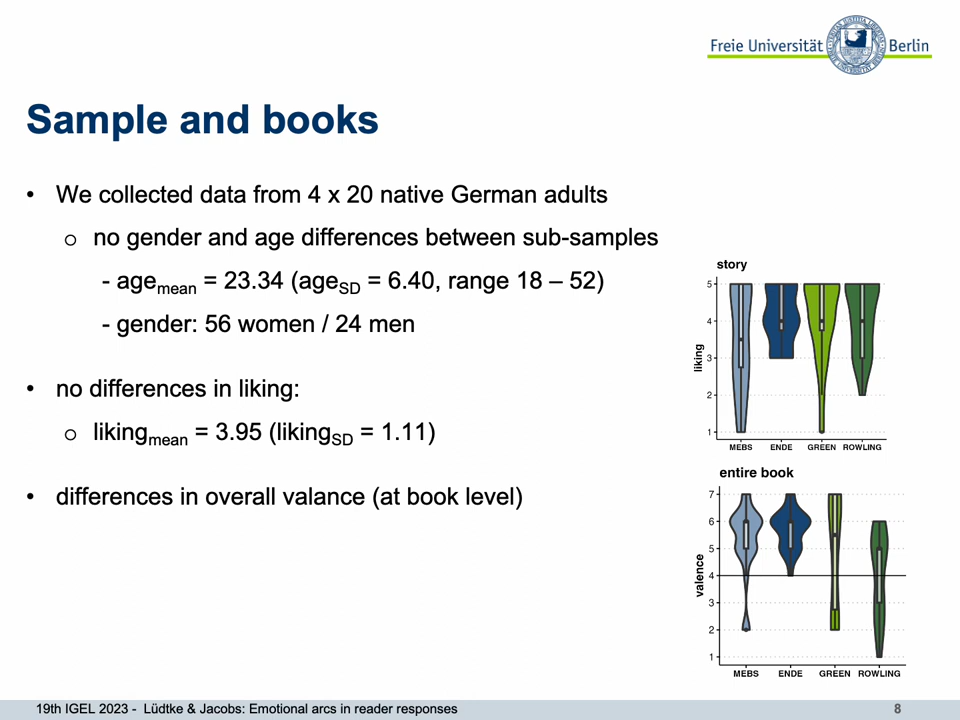 Freie Universität Berlin
Sample and books
• We collected data from 4 x 20 native German adults
o no gender and age differences between sub-samples
- agemean = 23.34 (ageSD = 6.40, range 18 – 52)
- gender: 56 women / 24 men
• no differences in liking:
o likingmean = 3.95 (likingSD = 1.11)
• differences in overall valance (at book level)
story
liking
5
4
3
2
1
MEBS ENDE GREEN ROWLING
entire book
valence
7
6
5
4
3
2
1
MEBS ENDE GREEN ROWLING
19th IGEL 2023 - Lüdtke & Jacobs: Emotional arcs in reader responses
8